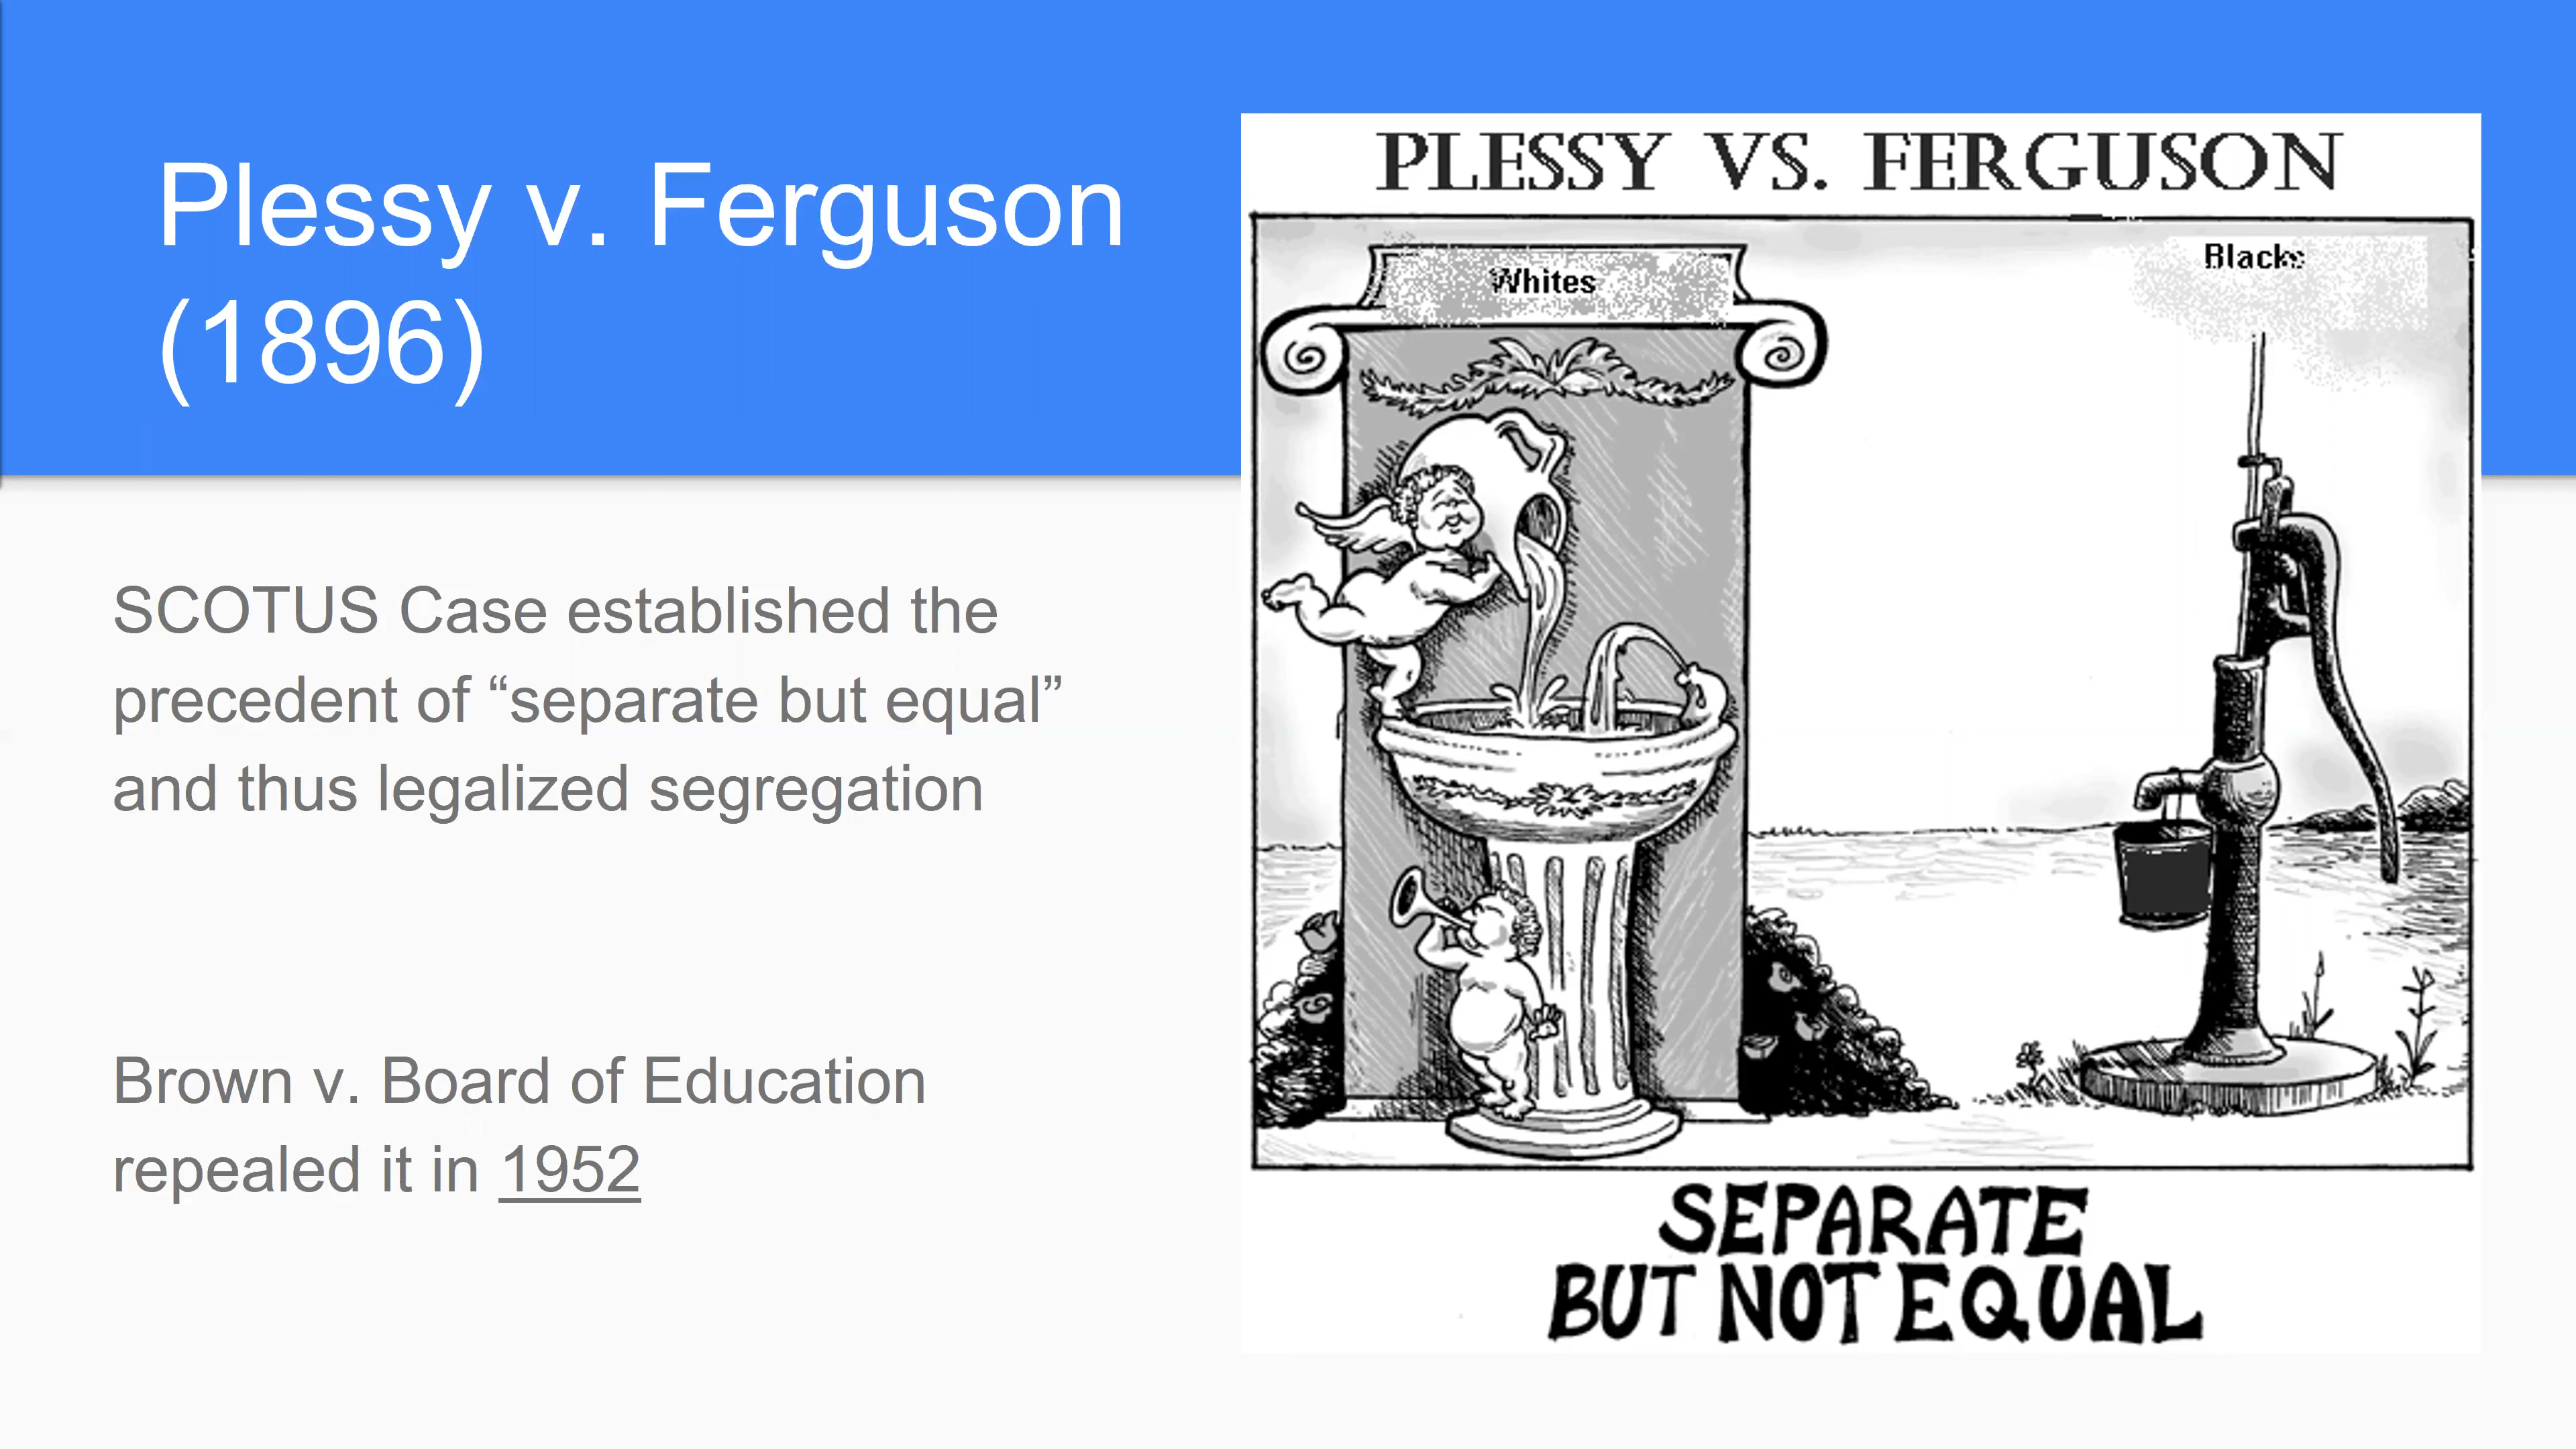 Plessy v. Ferguson
(1896)
SCOTUS Case established the
precedent of “separate but equal”
and thus legalized segregation
Brown v. Board of Education
repealed it in 1952
PLESSY VS. FERGUSON
Whites
Blacks
SEPARATE
BUT NOT EQUAL